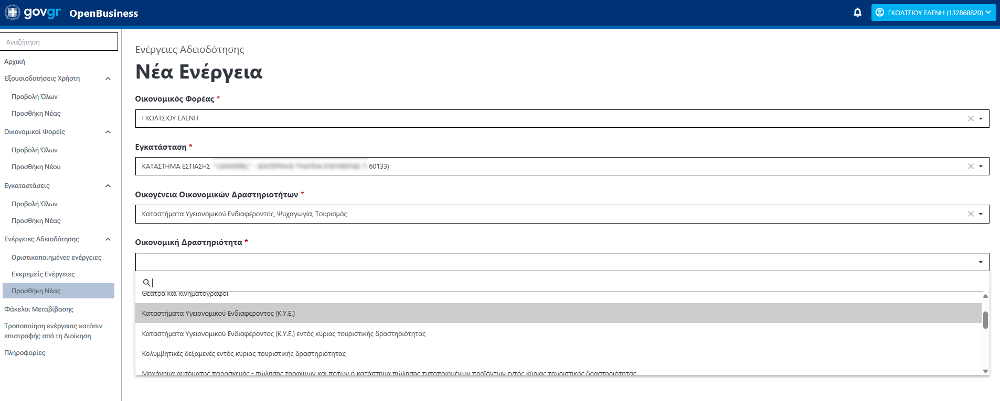 govgr OpenBusiness
ΓΚΟΛΤΣΙΟΥ ΕΛΕΝΗ (132868820)
Αναζήτηση
Αρχική
Εξουσιοδοτήσεις Χρήστη
Προβολή Όλων
Προσθήκη Νέας
Οικονομικοί Φορείς
Προβολή Όλων
Προσθήκη Νέου
Εγκαταστάσεις
Προβολή Όλων
Προσθήκη Νέας
Ενέργειες Αδειοδότησης
Οριστικοποιημένες ενέργειες
Εκκρεμείς Ενέργειες
Προσθήκη Νέας
Φάκελοι Μεταβίβασης
Τροποποίηση ενέργειας κατόπιν
επιστροφής από τη Διοίκηση
Πληροφορίες
Ενέργειες Αδειοδότησης
Νέα Ενέργεια
Οικονομικός Φορέας *
ΓΚΟΛΤΣΙΟΥ ΕΛΕΝΗ
Εγκατάσταση *
ΚΑΤΑΣΤΗΜΑ ΕΣΤΙΑΣΗΣ 60133)
Οικογένεια Οικονομικών Δραστηριοτήτων *
Καταστήματα Υγειονομικού Ενδιαφέροντος, Ψυχαγωγία, Τουρισμός
Οικονομική Δραστηριότητα *
Θέατρα και κινηματογράφοι
Καταστήματα Υγειονομικού Ενδιαφέροντος (Κ.Υ.Ε.)
Καταστήματα Υγειονομικού Ενδιαφέροντος (Κ.Υ.Ε.) εντός κύριας τουριστικής δραστηριότητας
Κολυμβητικές δεξαμενές εντός κύριας τουριστικής δραστηριότητας
Μηχάνημα αυτόματης παρασκευής - πώλησης τροφίμων και ποτών ή κατάστημα πώλησης τυποποιημένων προϊόντων εντός κύριας τουριστικής δραστηριότητας